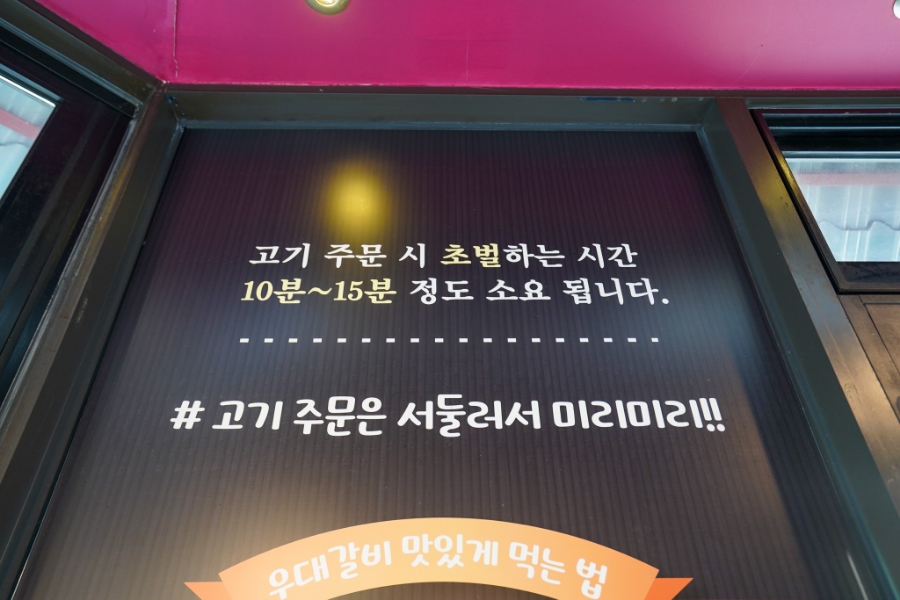 고기 주문 시 초벌하는 시간
10분~15분 정도 소요 됩니다.
# 고기 주문은 서둘러서 미리미리!!
우대갈비 맛있게 먹는 법